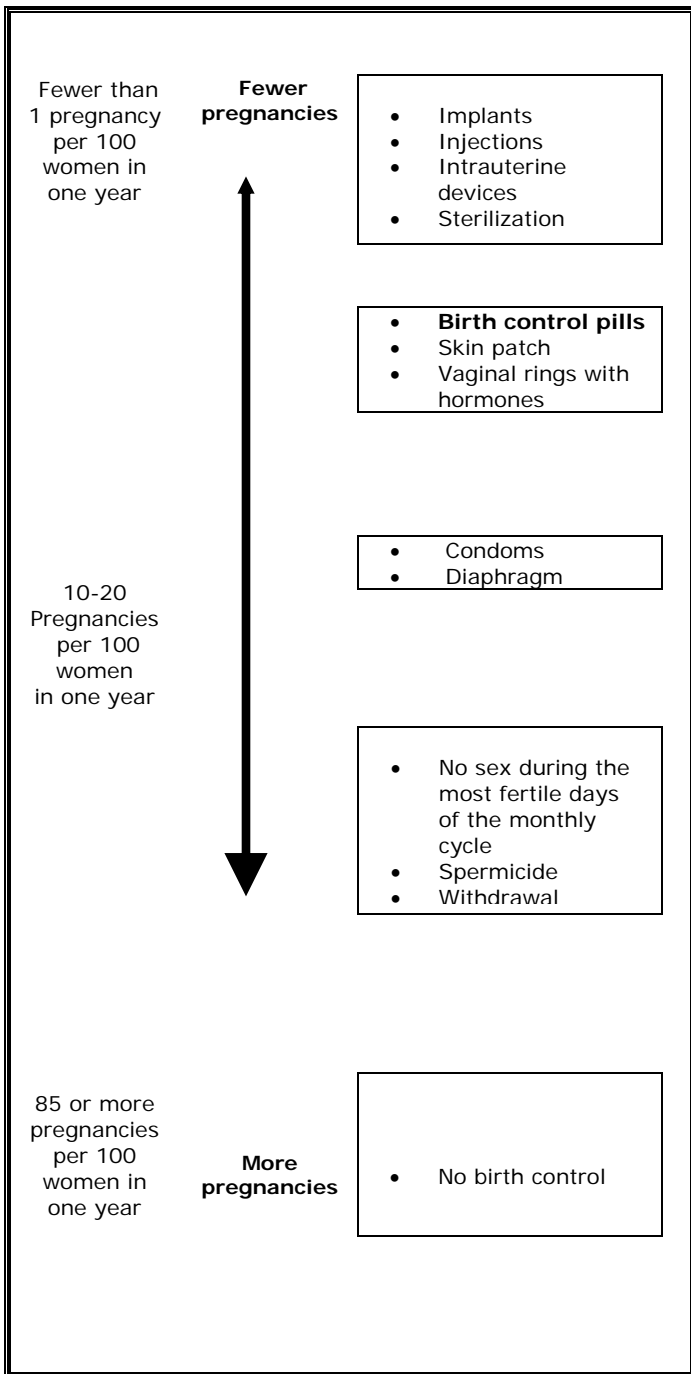 Fewer than
1 pregnancy
per 100
women in
one year
Fewer
pregnancies
• Implants
• Injections
• Intrauterine
devices
• Sterilization
• Birth control pills
• Skin patch
• Vaginal rings with
hormones
• Condoms
• Diaphragm
10-20
Pregnancies
per 100
women
in one year
• No sex during the
most fertile days
of the monthly
cycle
• Spermicide
• Withdrawal
85 or more
pregnancies
per 100
women in
one year
More
pregnancies
• No birth control